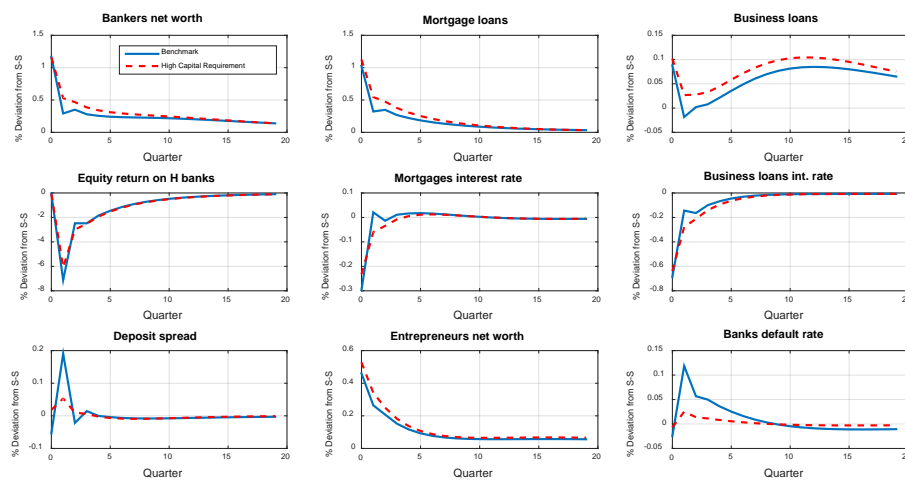 Bankers net worth
% Deviation from S-S
1.5
1
0.5
0
0 5 10 15 20
Quarter
Benchmark
High Capital Requirement
Mortgage loans
% Deviation from S-S
1.5
1
0.5
0
0 5 10 15 20
Quarter
Business loans
% Deviation from S-S
0.15
0.1
0.05
0
-0.05
0 5 10 15 20
Quarter
Equity return on H banks
% Deviation from S-S
0
-2
-4
-6
-8
0 5 10 15 20
Quarter
Mortgages interest rate
% Deviation from S-S
0.1
0
-0.1
-0.2
-0.3
0 5 10 15 20
Quarter
Business loans int. rate
% Deviation from S-S
0
-0.2
-0.4
-0.6
-0.8
0 5 10 15 20
Quarter
Deposit spread
% Deviation from S-S
0.2
0.1
0
-0.1
0 5 10 15 20
Quarter
Entrepreneurs net worth
% Deviation from S-S
0.6
0.4
0.2
0
0 5 10 15 20
Quarter
Banks default rate
% Deviation from S-S
0.15
0.1
0.05
0
-0.05
0 5 10 15 20
Quarter